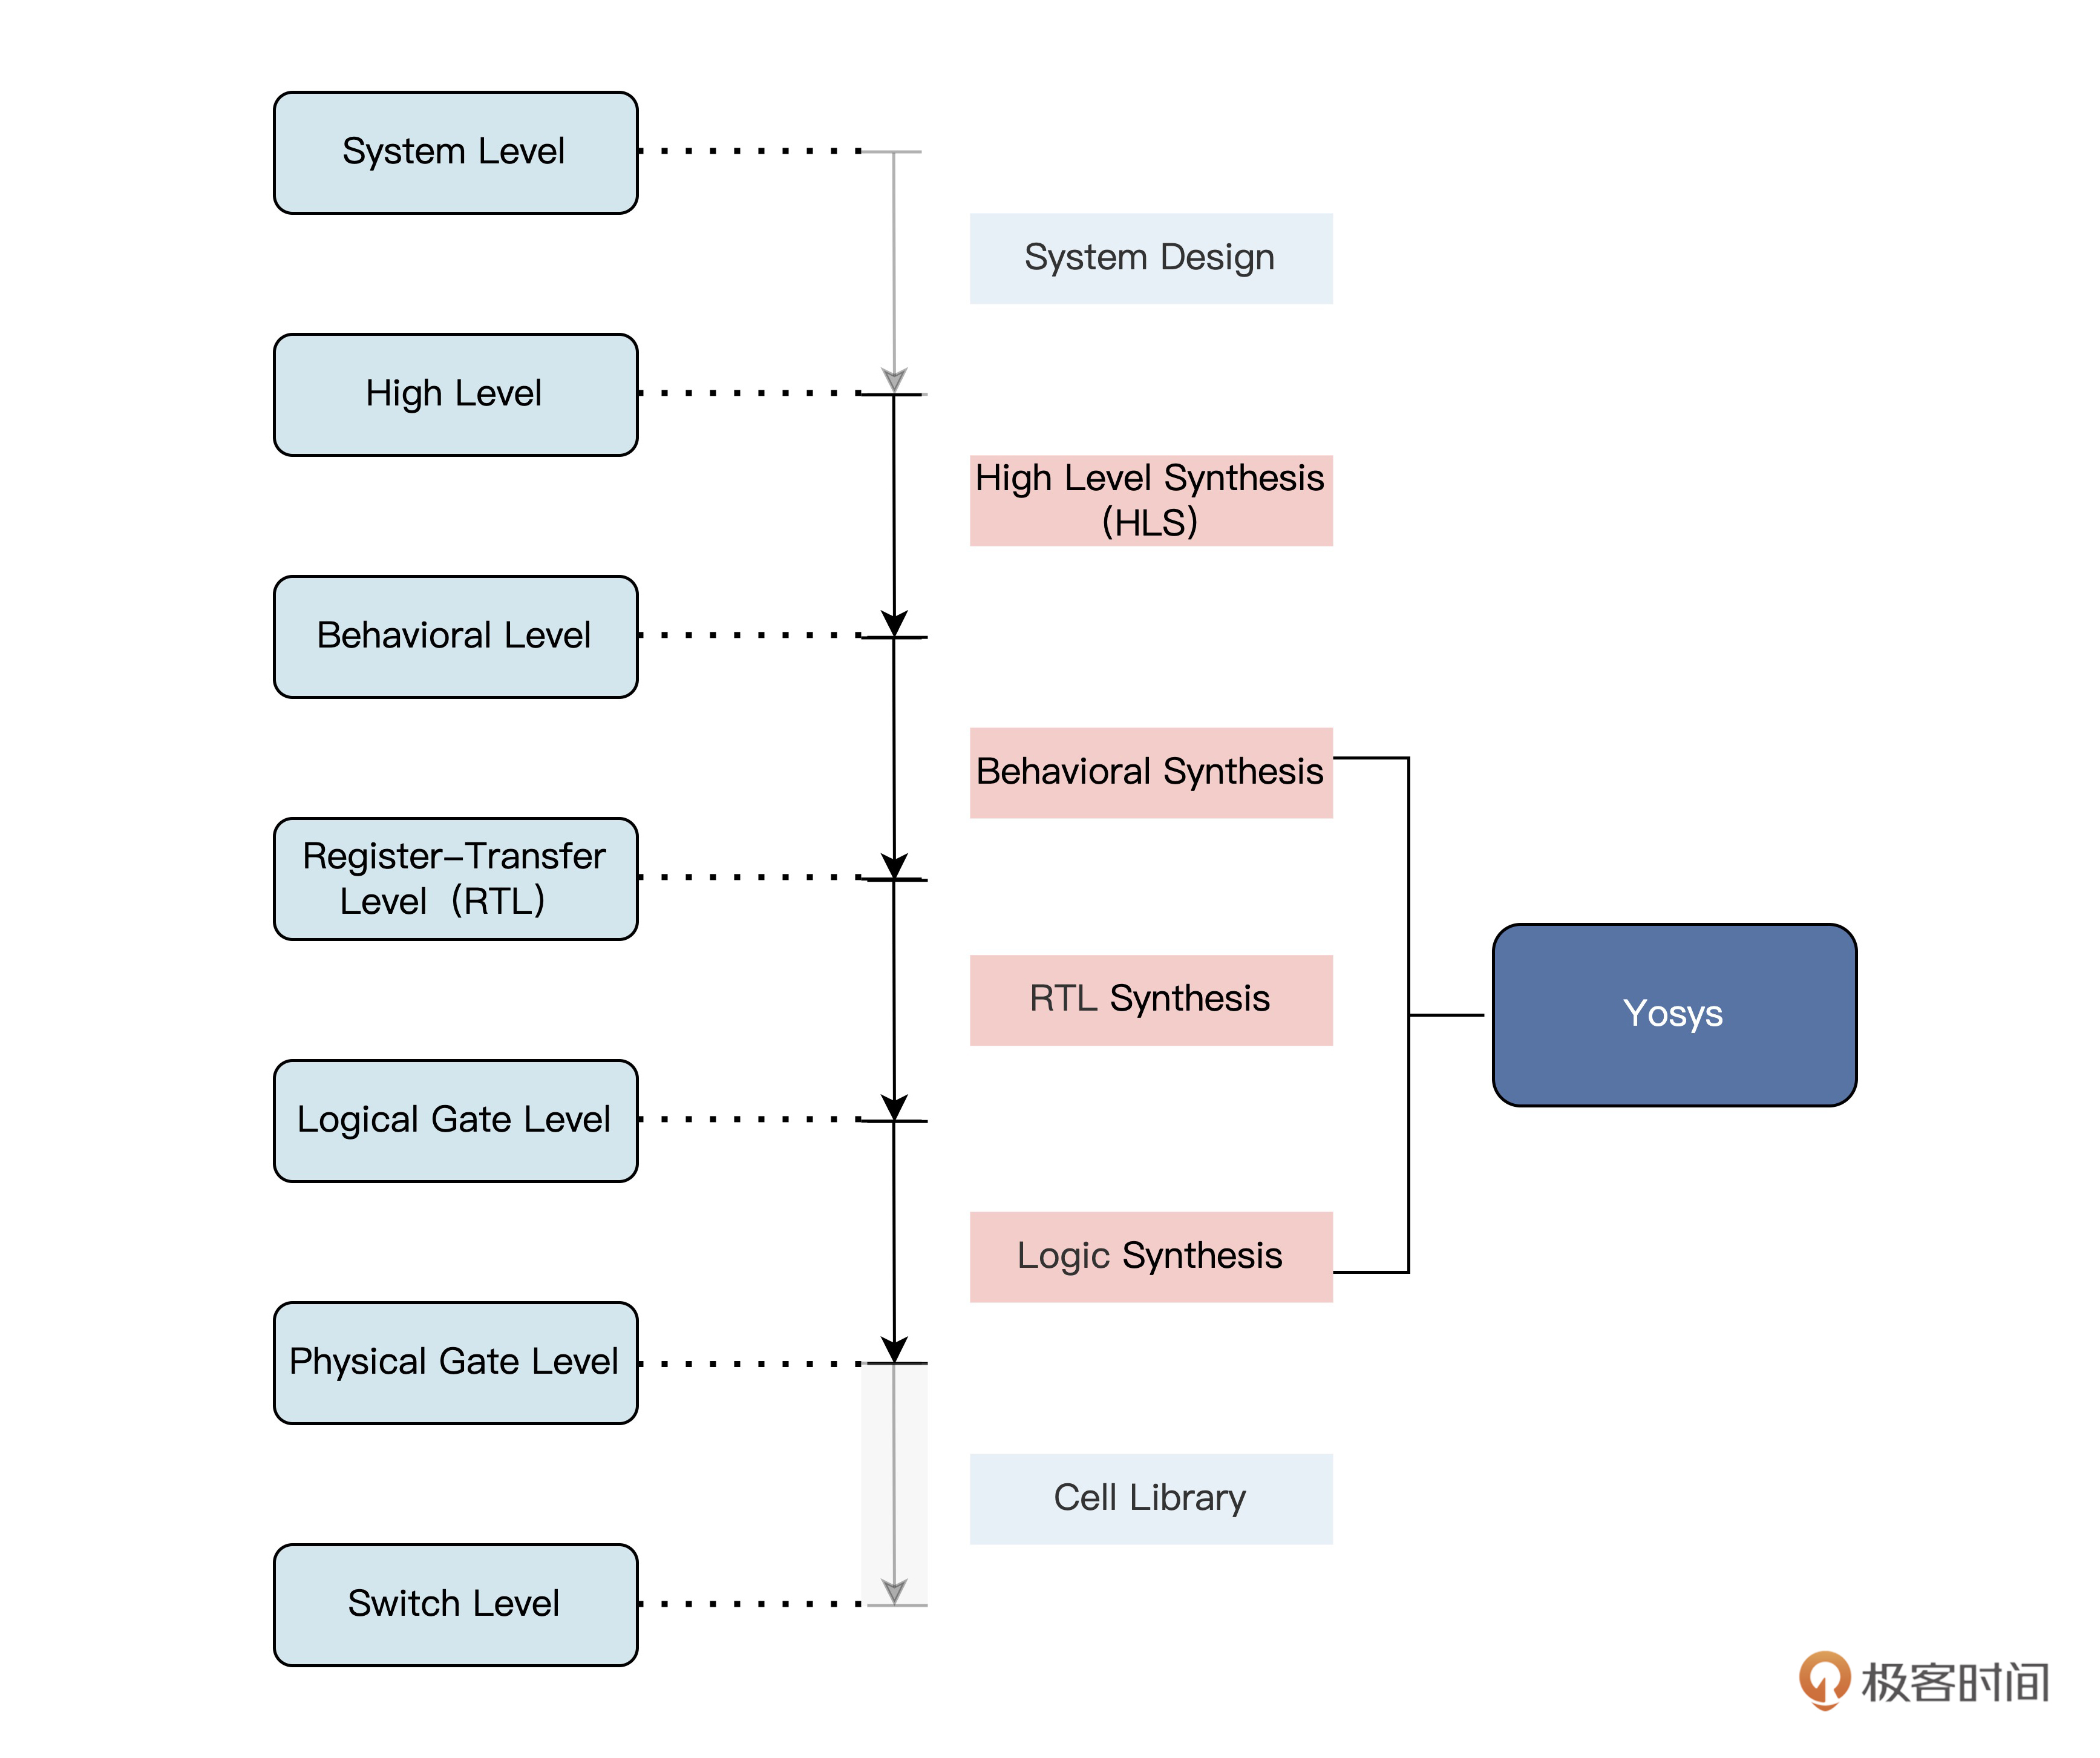 System Level
System Design
High Level
High Level Synthesis
(HLS)
Behavioral Level
Behavioral Synthesis
Register-Transfer
Level (RTL)
RTL Synthesis
Yosys
Logical Gate Level
Logic Synthesis
Physical Gate Level
Cell Library
Switch Level
极客时间